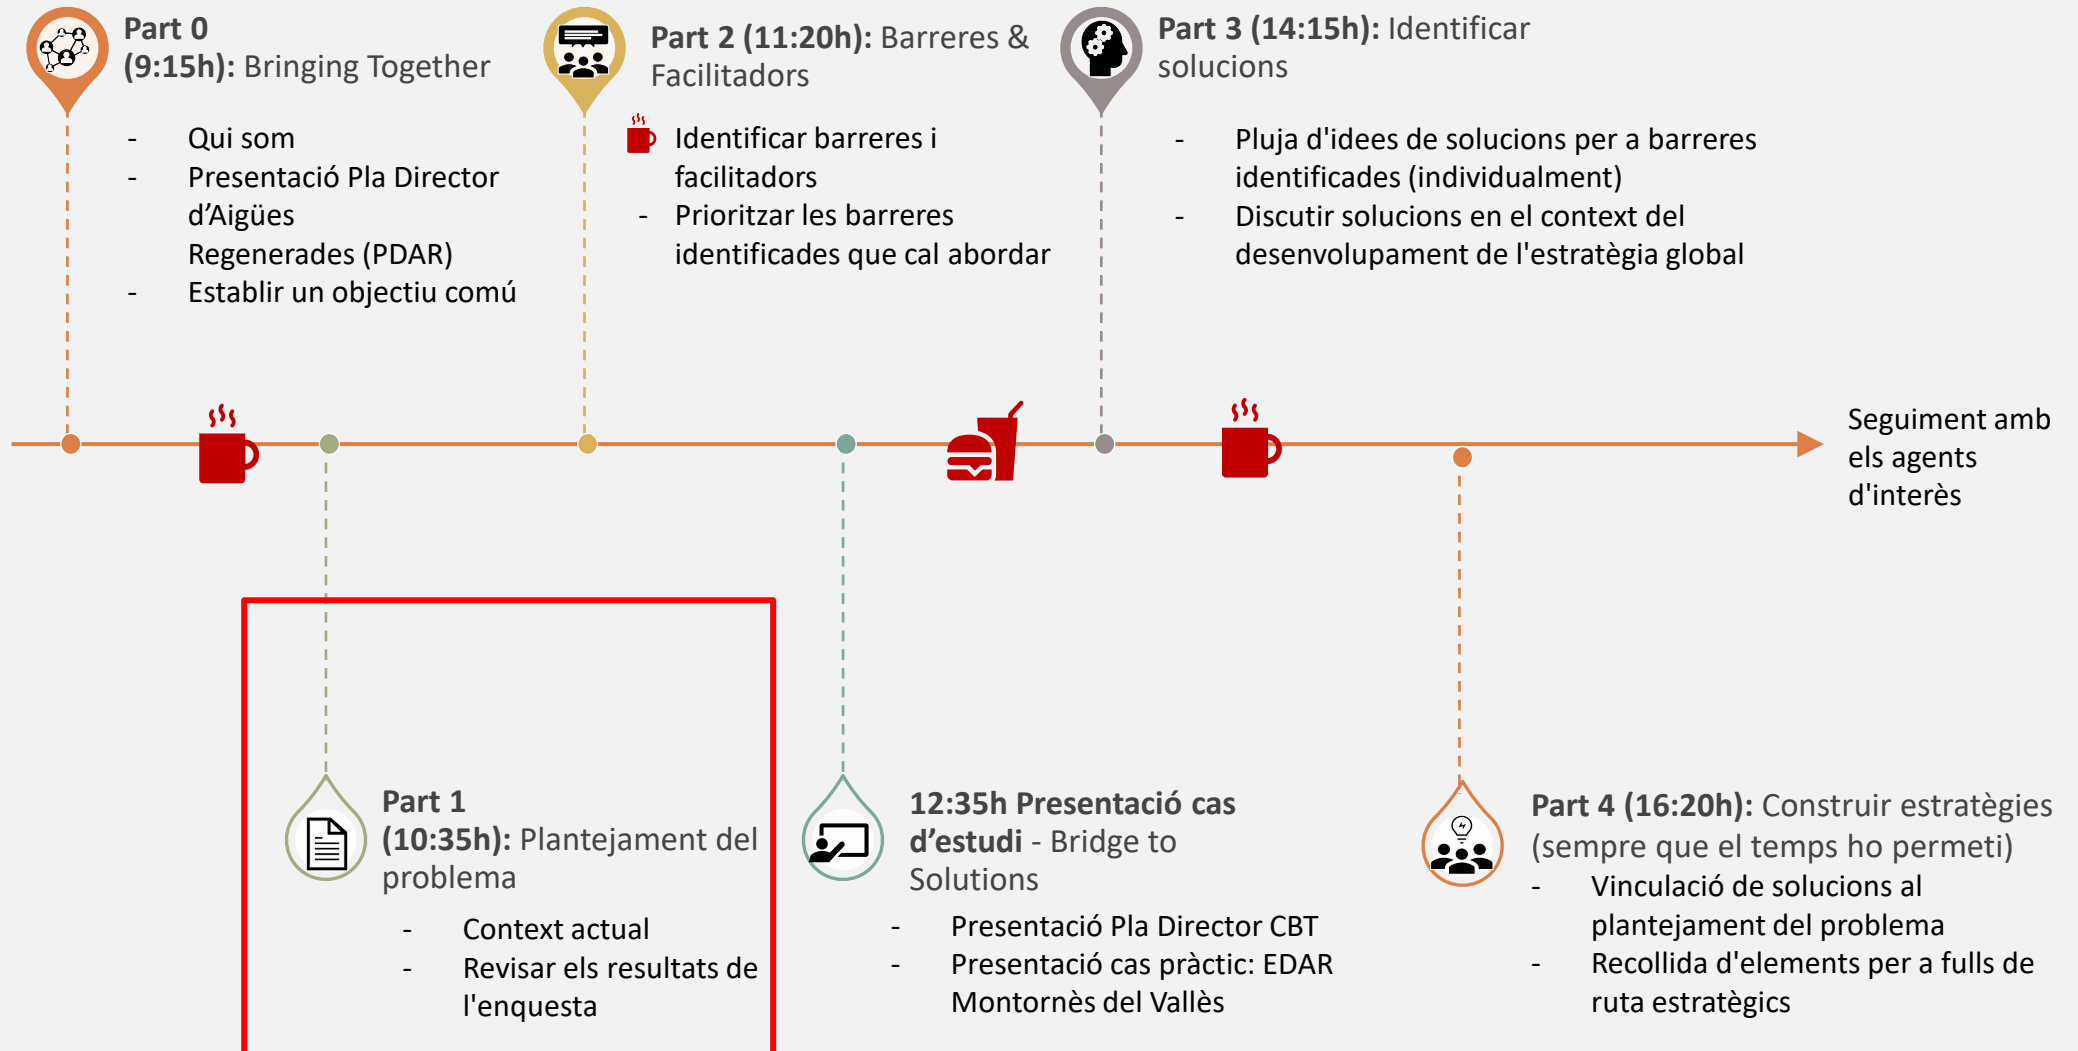 Part 0
(9:15h): Bringing Together
- Qui som
- Presentació Pla Director
d’Aigües
Regenerades (PDAR)
- Establir un objectiu comú
Part 2 (11:20h): Barreres &
Facilitadors
Identificar barreres i
facilitadors
- Prioritzar les barreres
identificades que cal abordar
Part 3 (14:15h): Identificar
solucions
- Pluja d'idees de solucions per a barreres
identificades (individualment)
- Discutir solucions en el context del
desenvolupament de l'estratègia global
Seguiment amb
els agents
d'interès
Part 1
(10:35h): Plantejament del
problema
- Context actual
- Revisar els resultats de
l'enquesta
12:35h Presentació cas
d’estudi - Bridge to
Solutions
- Presentació Pla Director CBT
- Presentació cas pràctic: EDAR
Montornès del Vallès
Part 4 (16:20h): Construir estratègies
(sempre que el temps ho permeti)
- Vinculació de solucions al
plantejament del problema
- Recollida d'elements per a fulls de
ruta estratègics